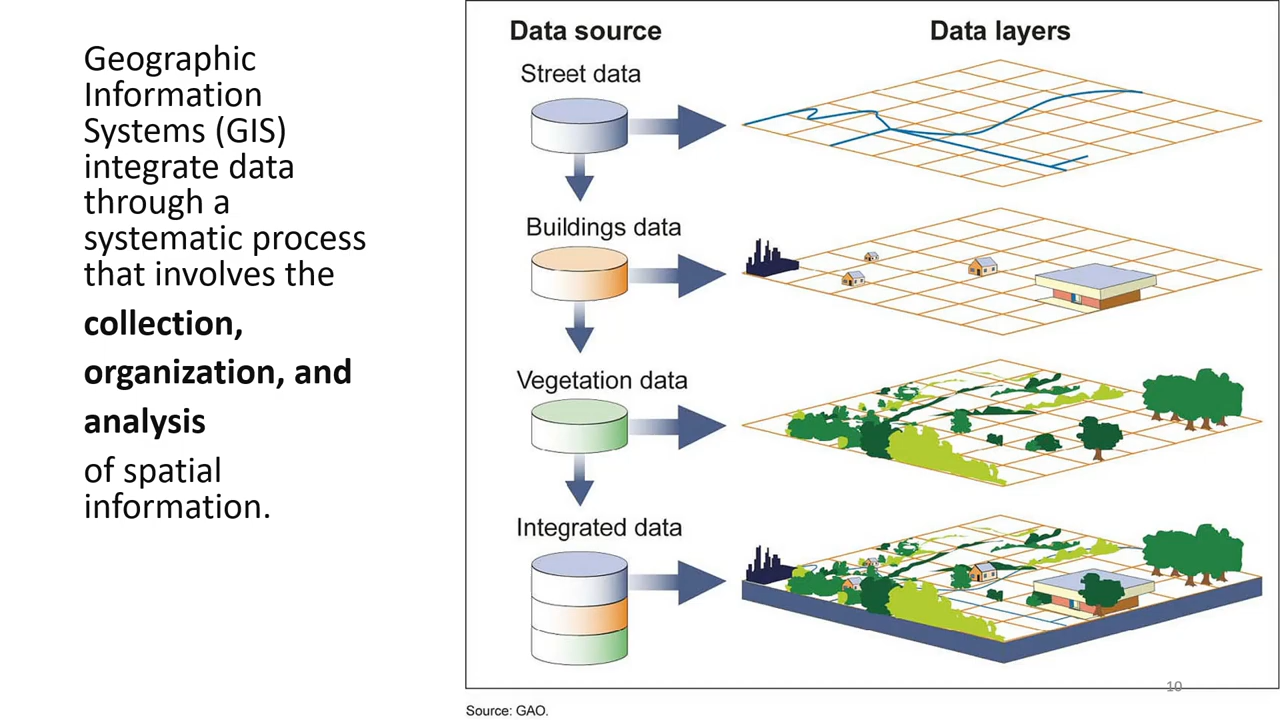 Geographic
Information
Systems (GIS)
integrate data
through a
systematic process
that involves the
collection,
organization, and
analysis
of spatial
information.
Data source
Data layers
Street data
Buildings data
Vegetation data
Integrated data
10
Source: GAO.